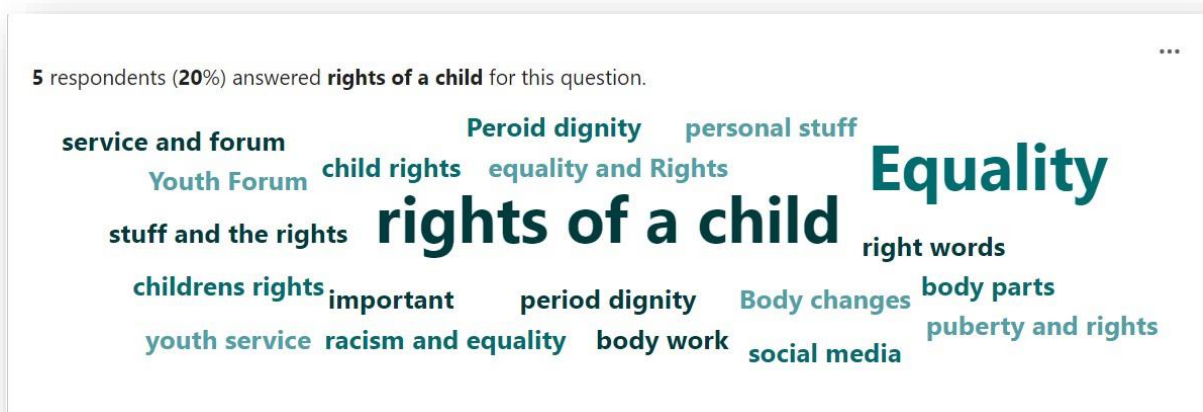 5 respondents (20%) answered rights of a child for this question.
Peroid dignity
personal stuff
service and forum
Equality
child rights
equality and Rights
Youth Forum
rights of a child
stuff and the rights
right words
childrens rights
important
period dignity
Body changes
body parts
puberty and rights
youth service
racism and equality
body work
social media